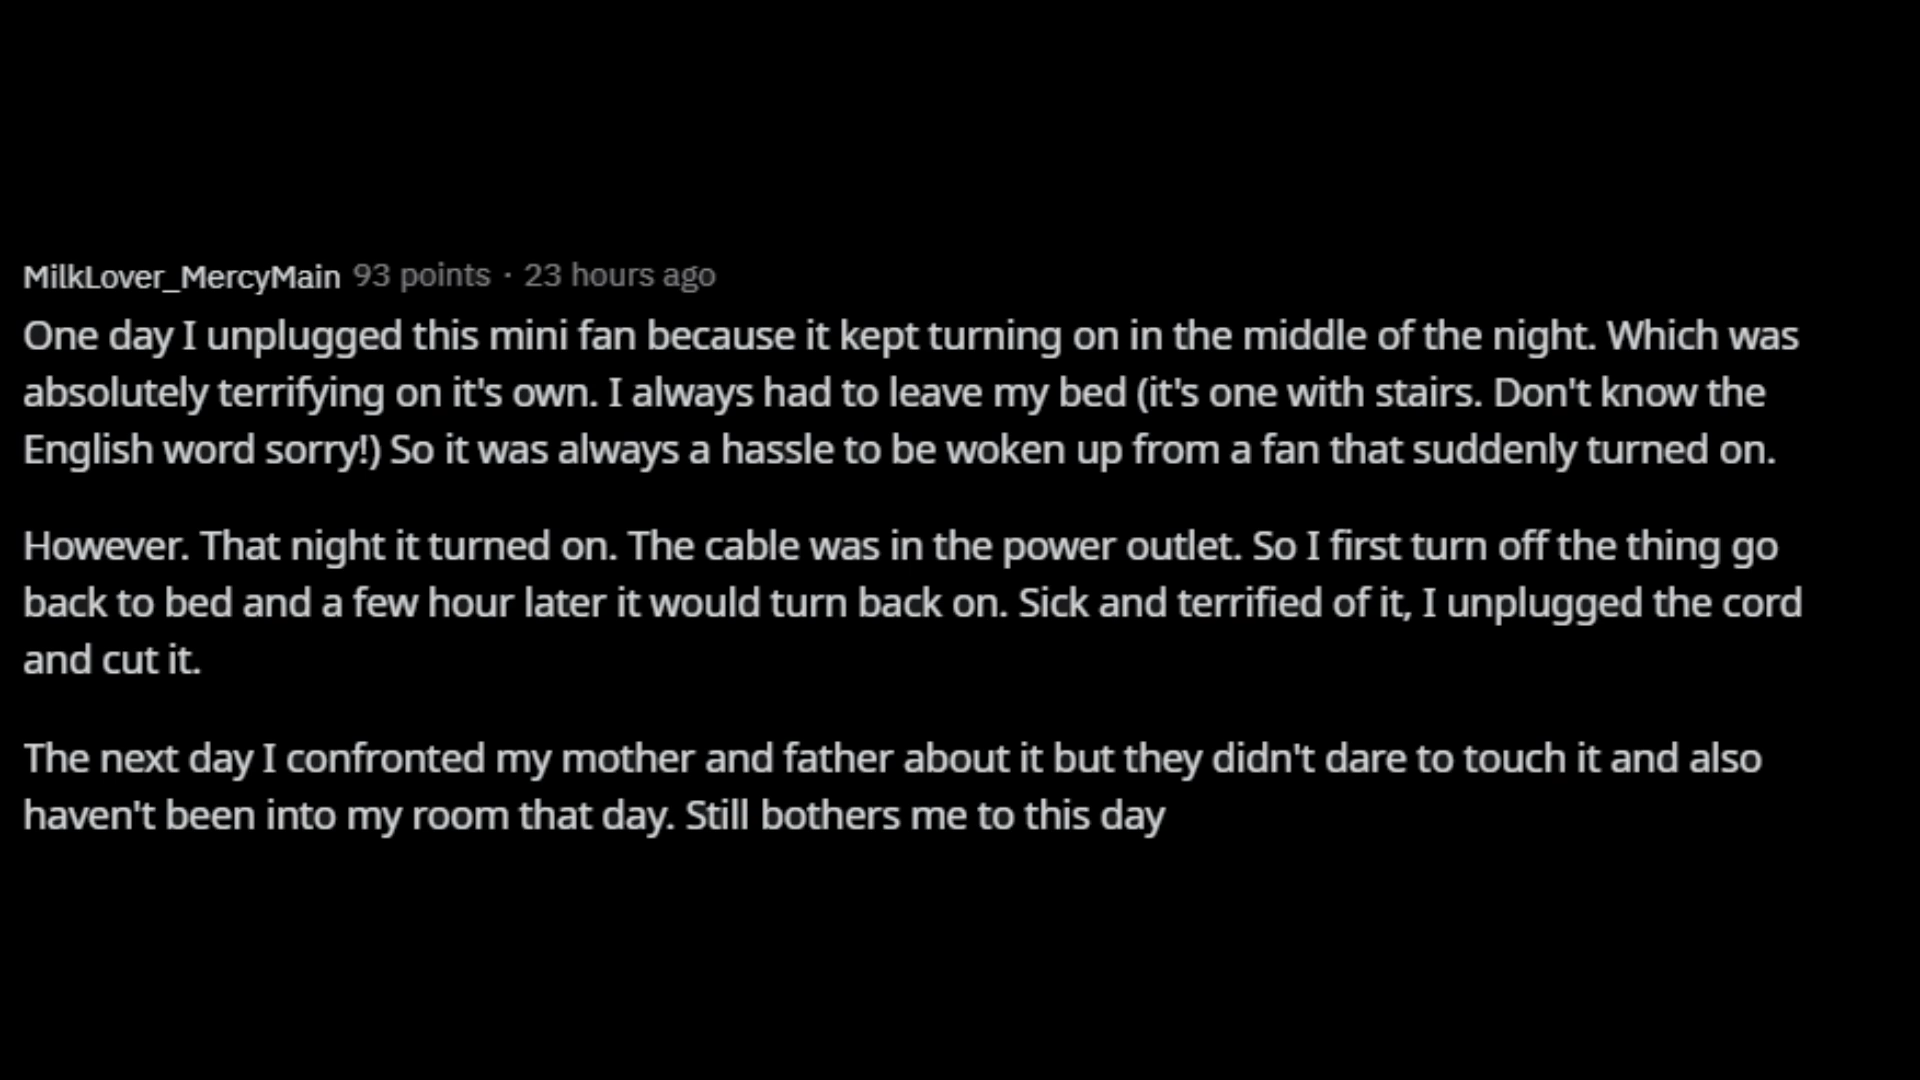 MilkLover_MercyMain 93 points · 23 hours ago
One day I unplugged this mini fan because it kept turning on in the middle of the night. Which was
absolutely terrifying on it's own. I always had to leave my bed (it's one with stairs. Don't know the
English word sorry!) So it was always a hassle to be woken up from a fan that suddenly turned on.
However. That night it turned on. The cable was in the power outlet. So I first turn off the thing go
back to bed and a few hour later it would turn back on. Sick and terrified of it, I unplugged the cord
and cut it.
The next day I confronted my mother and father about it but they didn't dare to touch it and also
haven't been into my room that day. Still bothers me to this day